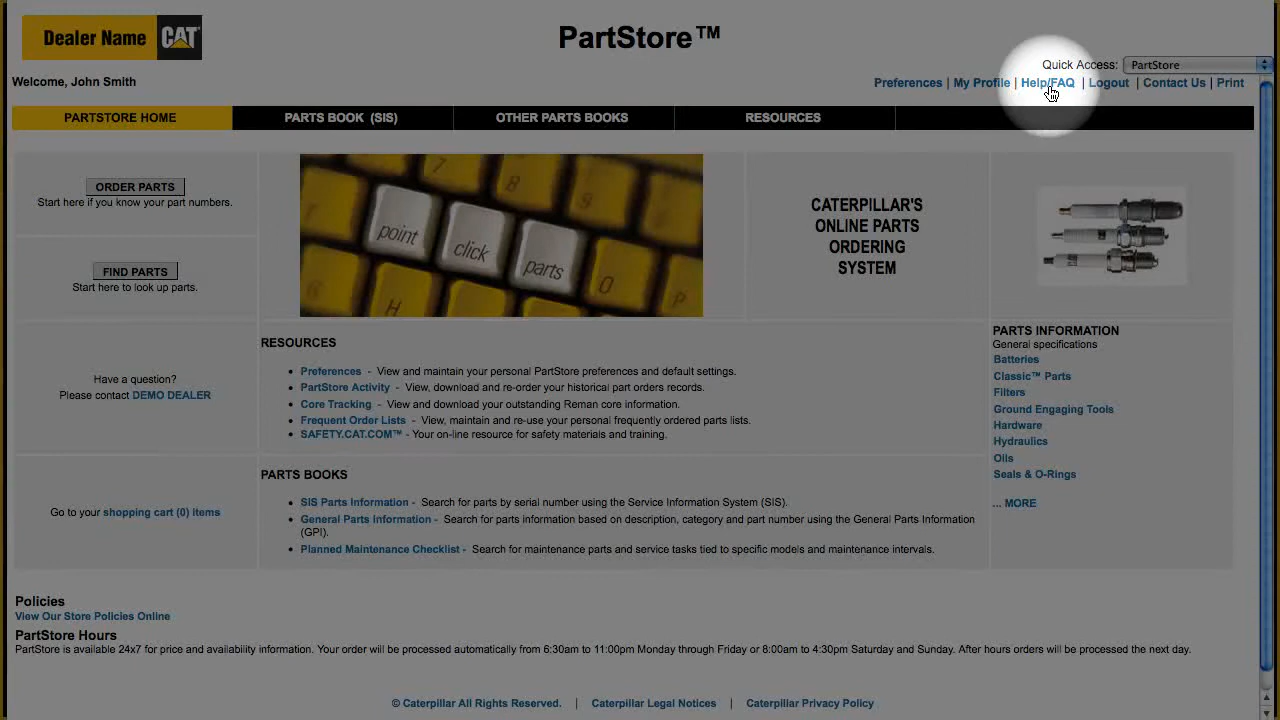 Dealer Name CAT
PartStore™
Quick Access: PartStore
Welcome, John Smith
Preferences | My Profile | Help/FAQ | Logout | Contact Us | Print
PARTSTORE HOME
PARTS BOOK (SIS)
OTHER PARTS BOOKS
RESOURCES
ORDER PARTS
Start here if you know your part numbers.
FIND PARTS
Start here to look up parts.
7
8
9
point
click
parts
O
P
H
CATERPILLAR'S
ONLINE PARTS
ORDERING
SYSTEM
Have a question?
Please contact DEMO DEALER
Go to your shopping cart (0) items
RESOURCES
Preferences - View and maintain your personal PartStore preferences and default settings.
PartStore Activity - View, download and re-order your historical part orders records.
Core Tracking - View and download your outstanding Reman core information.
Frequent Order Lists - View, maintain and re-use your personal frequently ordered parts lists.
SAFETY.CAT.COM™ - Your on-line resource for safety materials and training.
PARTS BOOKS
SIS Parts Information - Search for parts by serial number using the Service Information System (SIS).
General Parts Information - Search for parts information based on description, category and part number using the General Parts Information
(GPI).
Planned Maintenance Checklist - Search for maintenance parts and service tasks tied to specific models and maintenance intervals.
PARTS INFORMATION
General specifications
Batteries
Classic™ Parts
Filters
Ground Engaging Tools
Hardware
Hydraulics
Oils
Seals & O-Rings
... MORE
Policies
View Our Store Policies Online
PartStore Hours
PartStore is available 24x7 for price and availability information. Your order will be processed automatically from 6:30am to 11:00pm Monday through Friday or 8:00am to 4:30pm Saturday and Sunday. After hours orders will be processed the next day.
© Caterpillar All Rights Reserved. | Caterpillar Legal Notices | Caterpillar Privacy Policy